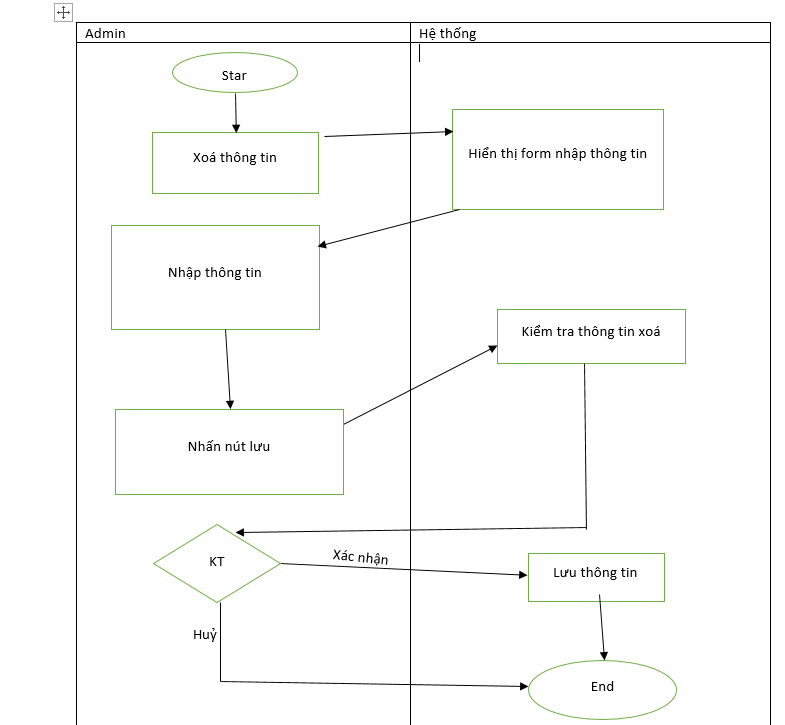 Admin
Hệ thống
Star
Xoá thông tin
Hiển thị form nhập thông tin
Nhập thông tin
Kiểm tra thông tin xoá
Nhấn nút lưu
KT
Xác nhận
Lưu thông tin
Huỷ
End